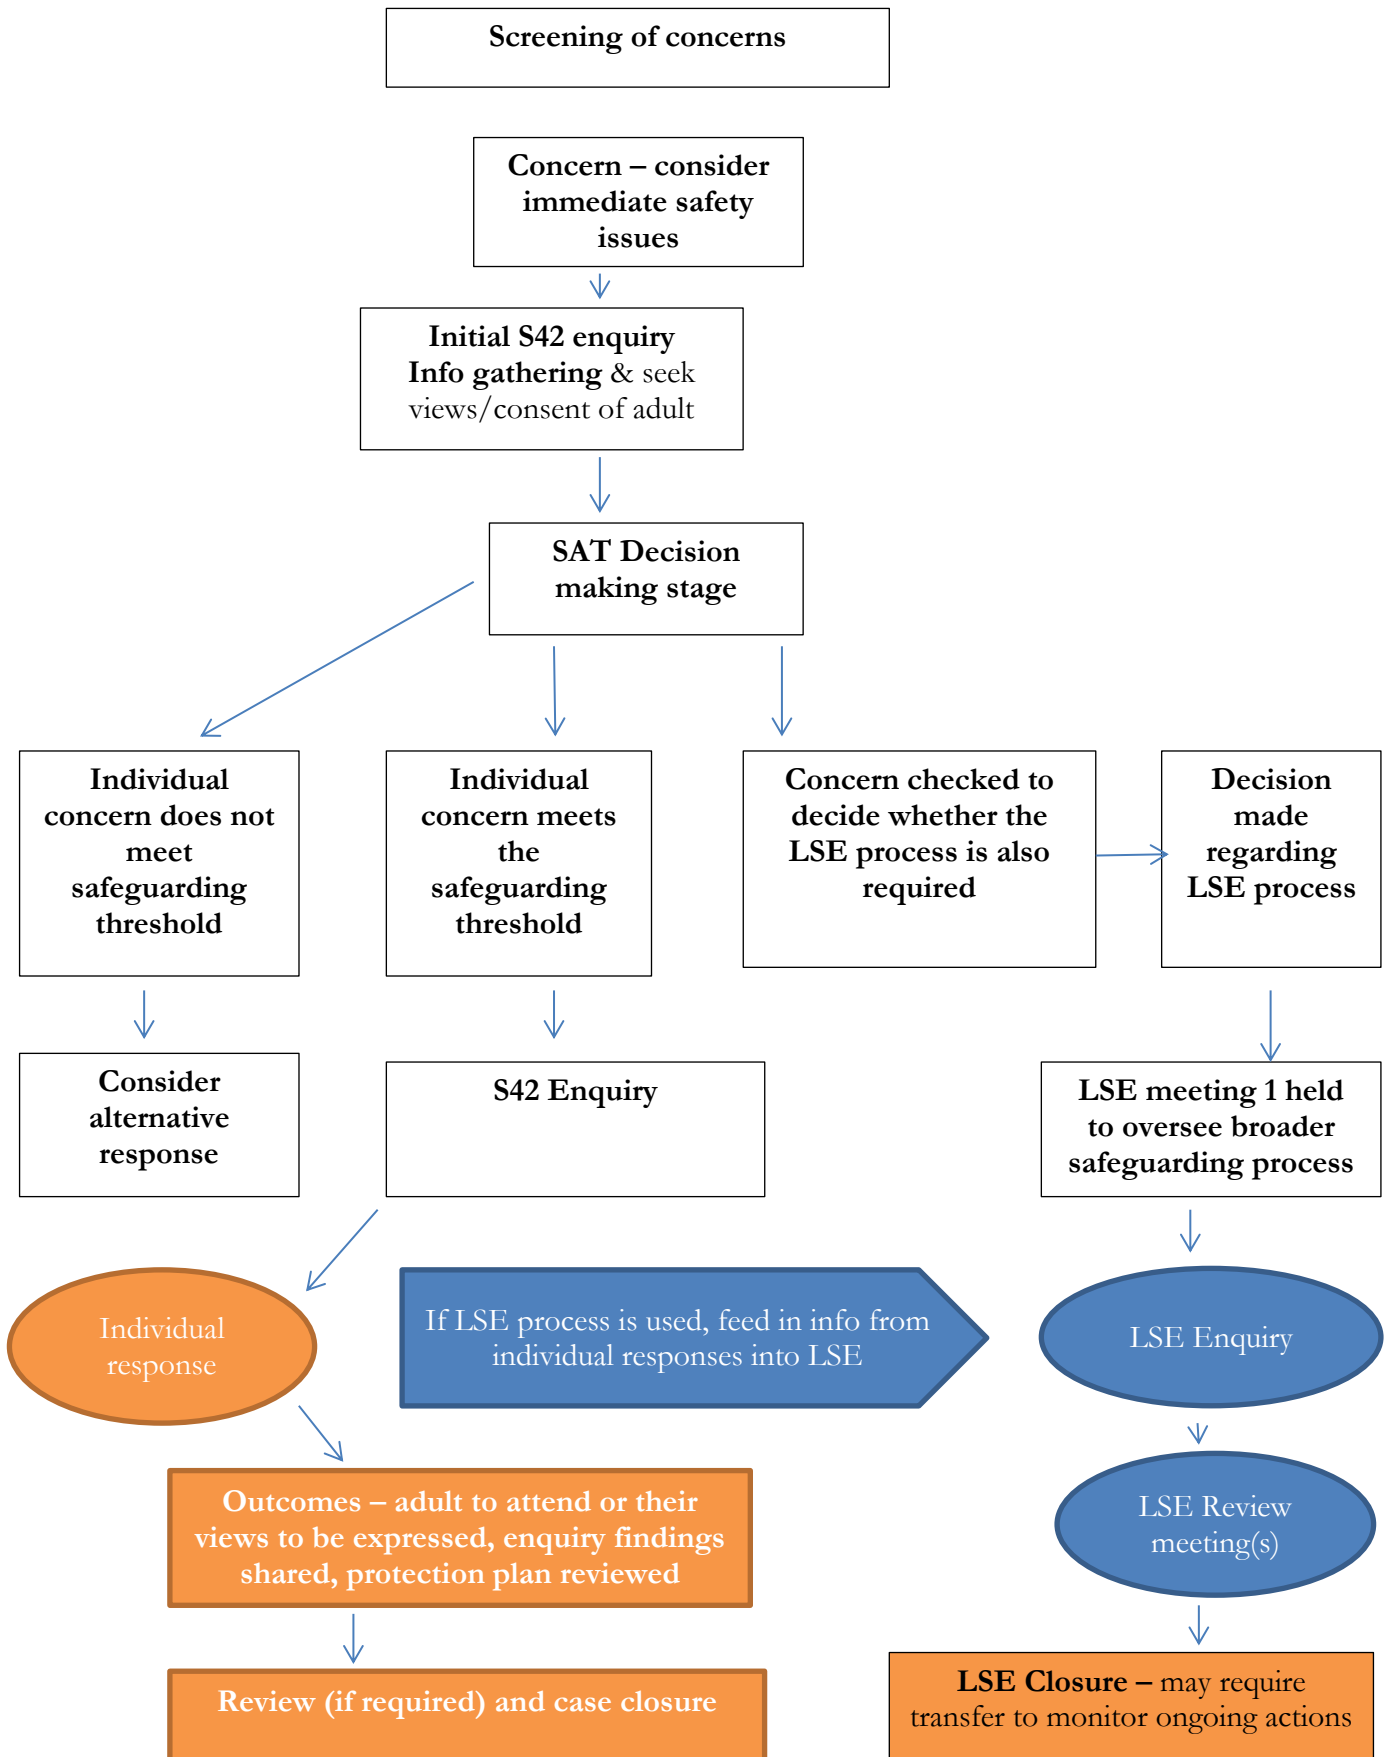 Screening of concerns
Concern – consider
immediate safety
issues
Initial S42 enquiry
Info gathering & seek
views/consent of adult
SAT Decision
making stage
Individual
concern does not
meet
safeguarding
threshold
Individual
concern meets
the
safeguarding
threshold
Concern checked to
decide whether the
LSE process is also
required
Decision
made
regarding
LSE process
Consider
alternative
response
S42 Enquiry
LSE meeting 1 held
to oversee broader
safeguarding process
Individual
response
If LSE process is used, feed in info from
individual responses into LSE
LSE Enquiry
Outcomes – adult to attend or their
views to be expressed, enquiry findings
shared, protection plan reviewed
LSE Review
meeting(s)
Review (if required) and case closure
LSE Closure – may require
transfer to monitor ongoing actions